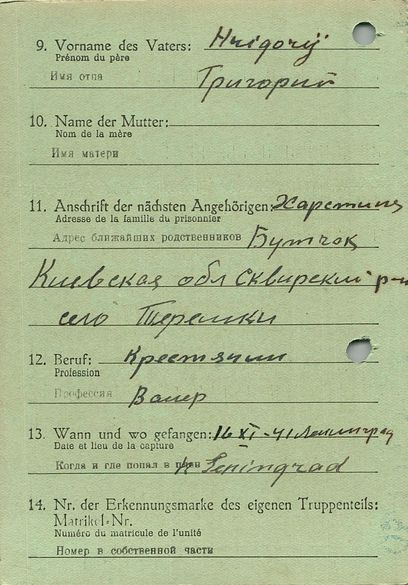 9. Vorname des Vaters: Hrigorij
Prénom du père
Имя отца Григорий
10. Name der Mutter:
Nom de la mère
Имя матери
11. Anschrift der nächsten Angehörigen:
Adresse de la famille du prisonnier
Адрес ближайших родственников
Киевская обл Сквирский р-н
село Терешки
12. Beruf:
Profession
Профессия Bauer
13. Wann und wo gefangen: 16 XI-41 Ленинград
Date et lieu de la capture
Когда и где попал в плен Leningrad
14. Nr. der Erkennungsmarke des eigenen Truppenteils:
Matrikel-Nr.
Numéro du matricule de l'unité
Номер в собственной части